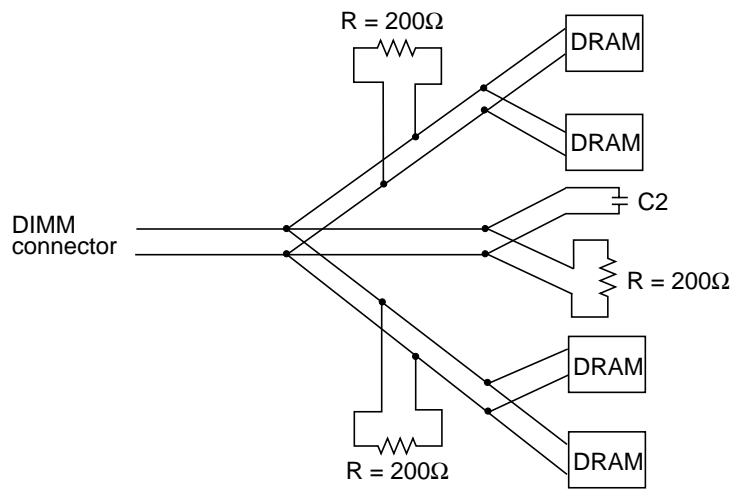 R = 200Ω
DRAM
DRAM
C2
DIMM
connector
R = 200Ω
DRAM
DRAM
R = 200Ω